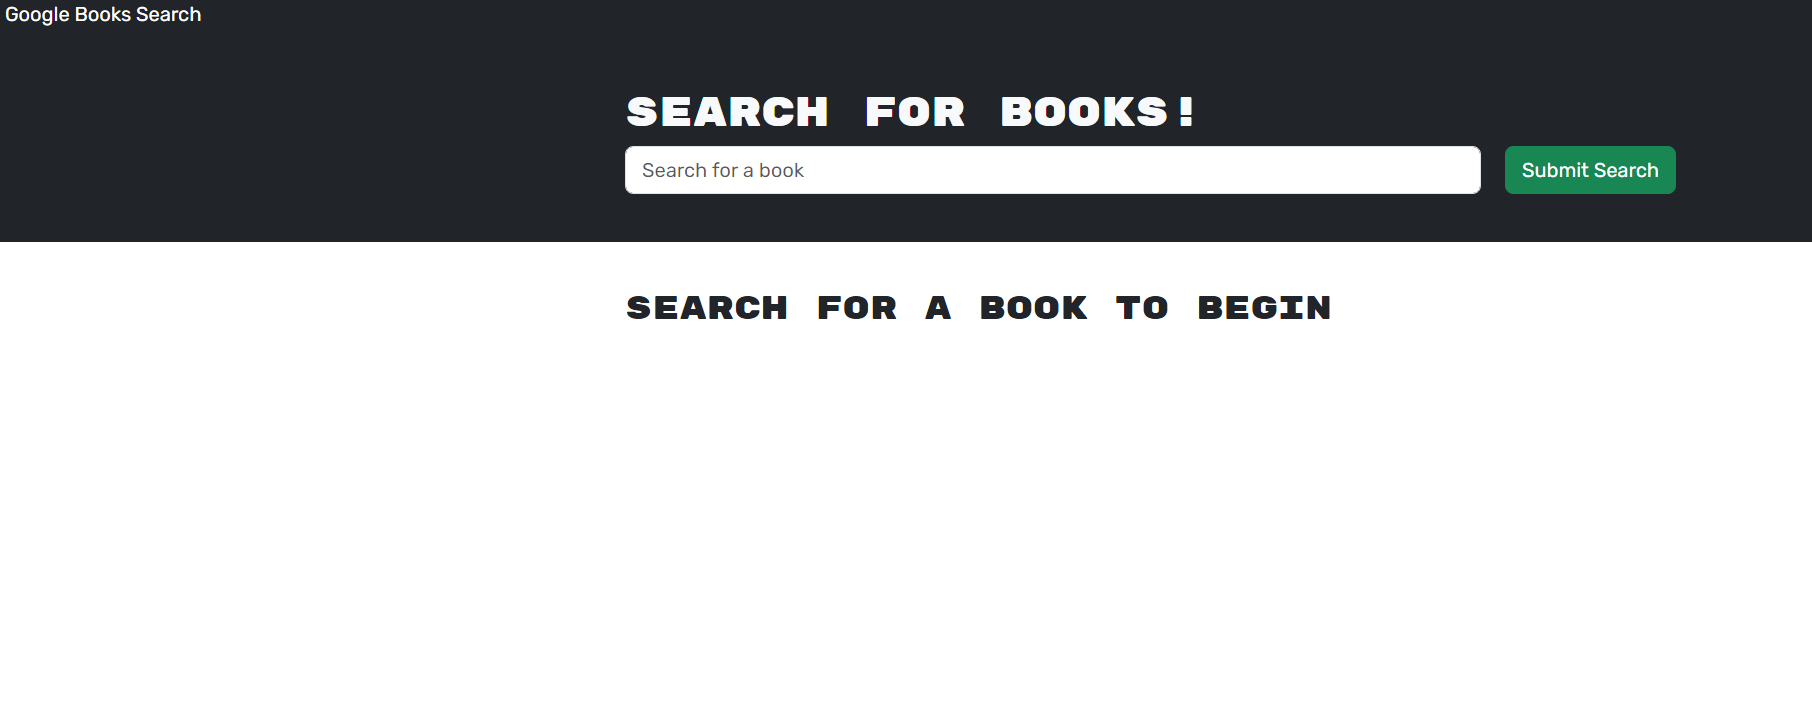 Google Books Search
SEARCH FOR BOOKS!
Search for a book
Submit Search
SEARCH FOR A BOOK TO BEGIN